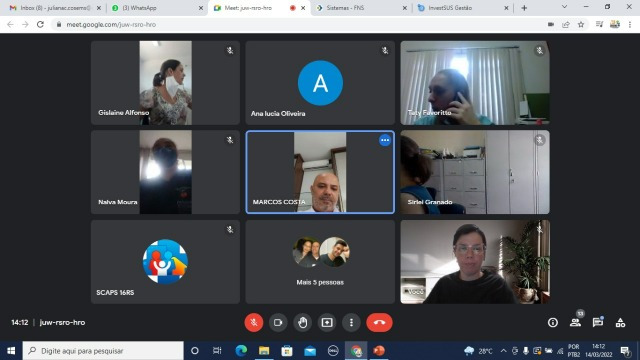 Inbox (8) - julianac.cosems@
(3) WhatsApp
Meet: juw-rsro-hro
Sistemas – FNS
InvestSUS Gestão
meet.google.com/juw-rsro-hro
Gislaine Alfonso
A
Ana lucia Oliveira
Taty Favoritto
Naiva Moura
MARCOS COSTA
Sirlei Granado
SCAPS 16RS
Mais 5 pessoas
Você
14:12 | juw-rsro-hro
13
Digite aqui para pesquisar
28°C
POR
PTB2
14:12
14/03/2022